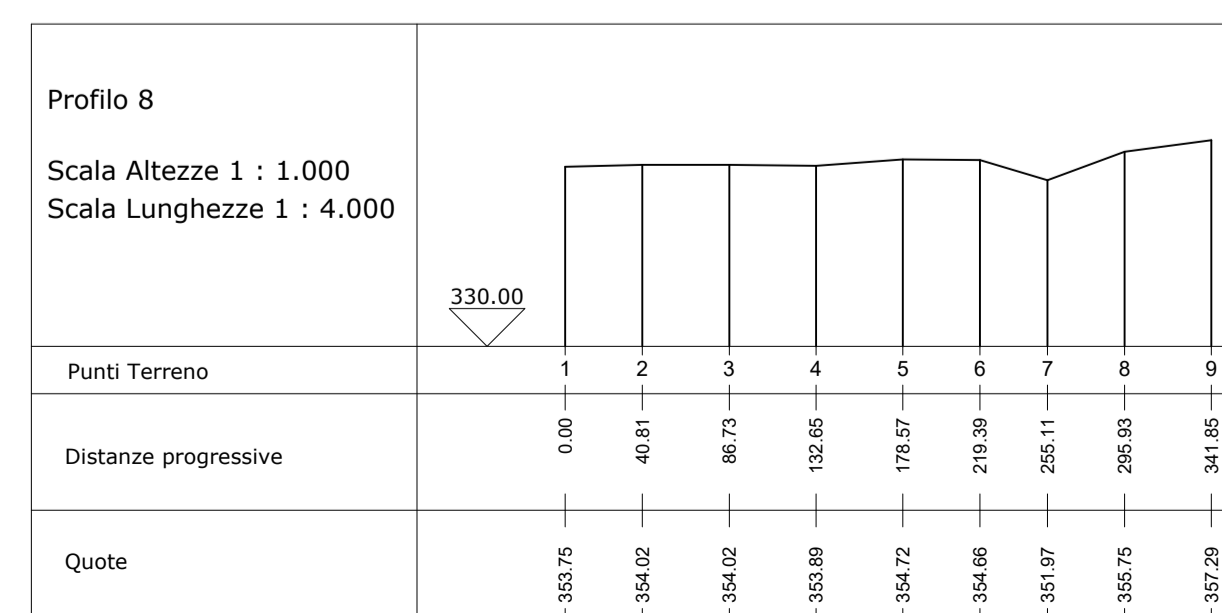 Profilo 8
Scala Altezze 1 : 1.000
Scala Lunghezze 1 : 4.000
330.00
Punti Terreno 1 2 3 4 5 6 7 8 9
Distanze progressive 0.00 40.81 86.73 132.65 178.57 219.39 255.11 295.93 341.85
Quote 353.75 354.02 354.02 353.89 354.72 354.66 351.97 355.75 357.29